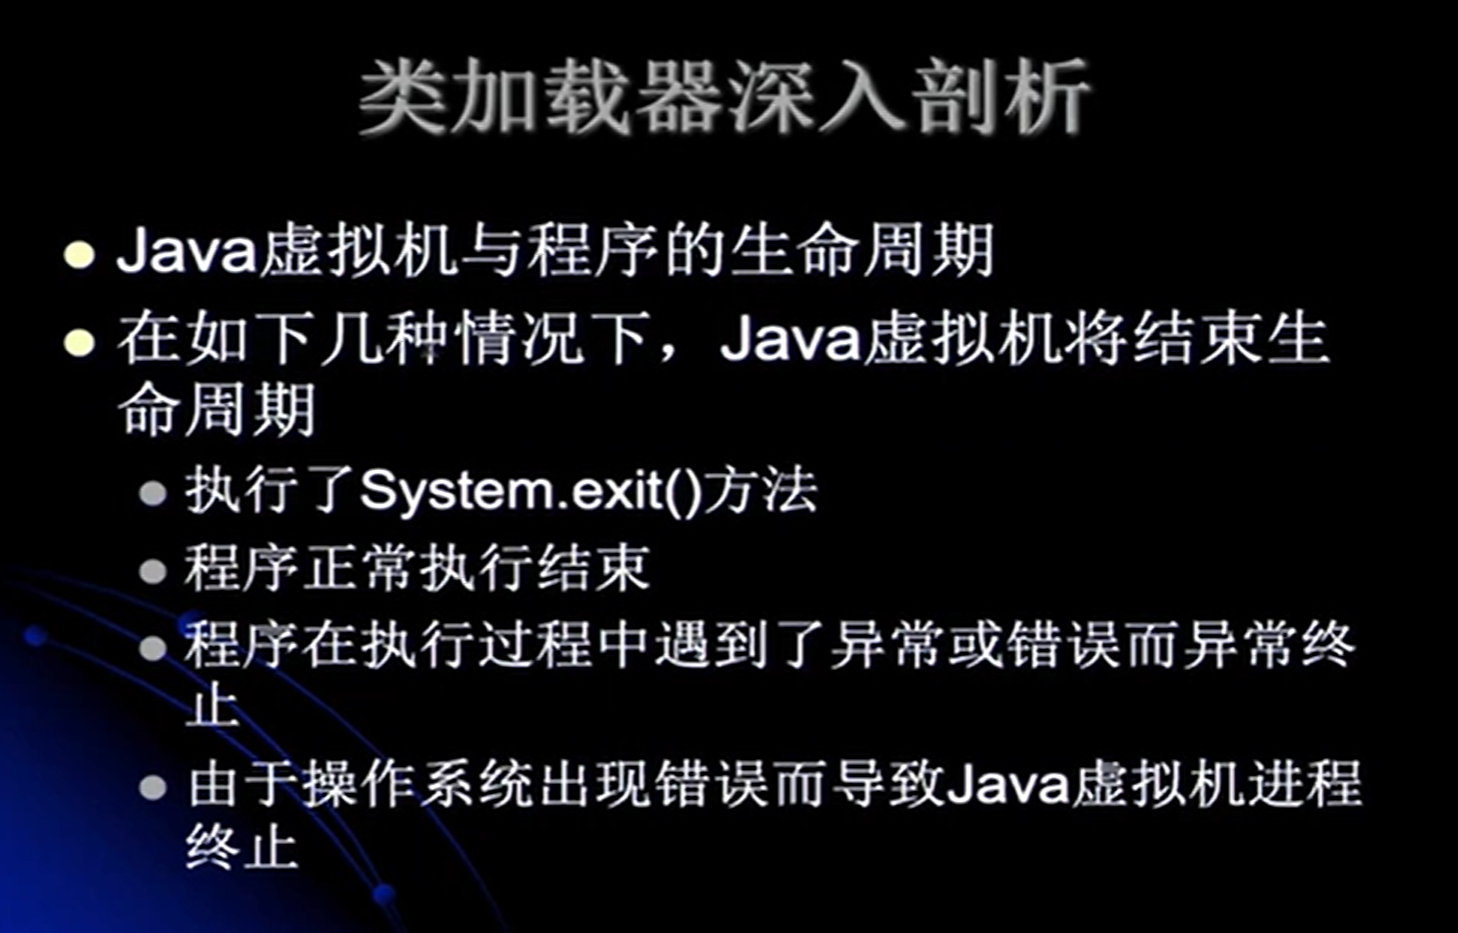 类加载器深入剖析
Java虚拟机与程序的生命周期
在如下几种情况下，Java虚拟机将结束生
命周期
执行了System.exit()方法
程序正常执行结束
程序在执行过程中遇到了异常或错误而异常终
止
由于操作系统出现错误而导致Java虚拟机进程
终止